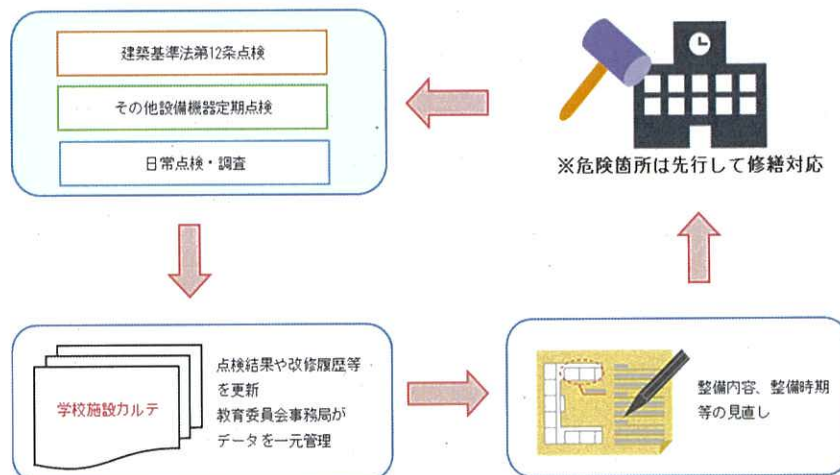 建築基準法第12条点検
その他設備機器定期点検
日常点検・調査
※危険箇所は先行して修繕対応
学校施設カルテ
点検結果や改修履歴等
を更新
教育委員会事務局が
データを一元管理
整備内容、整備時期
等の見直し